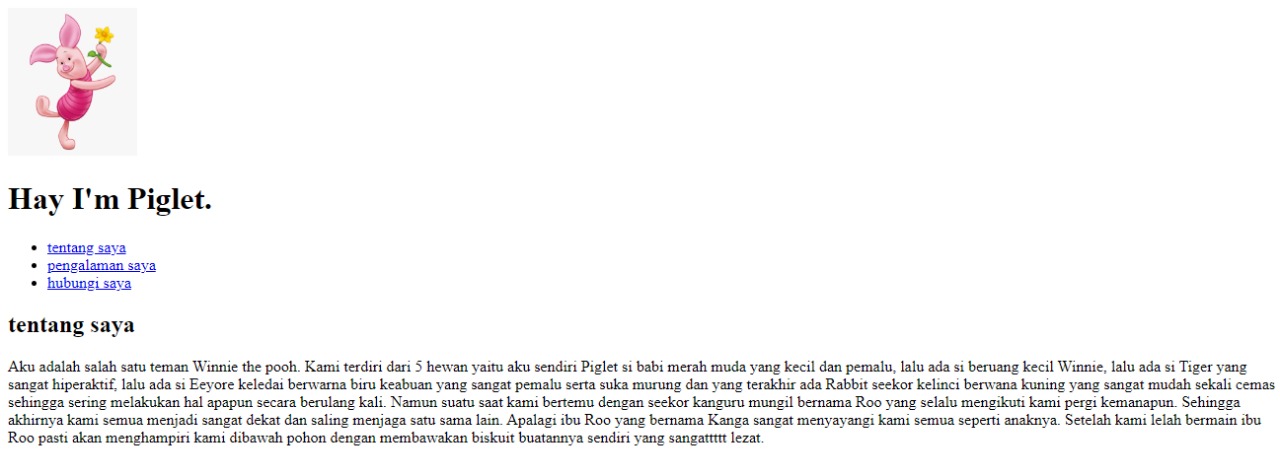 Hay I'm Piglet.
tentang saya
pengalaman saya
hubungi saya
tentang saya
Aku adalah salah satu teman Winnie the pooh. Kami terdiri dari 5 hewan yaitu aku sendiri Piglet si babi merah muda yang kecil dan pemalu, lalu ada si beruang kecil Winnie, lalu ada si Tiger yang
sangat hiperaktif, lalu ada si Eeyore keledai berwarna biru keabuan yang sangat pemalu serta suka murung dan yang terakhir ada Rabbit seekor kelinci berwana kuning yang sangat mudah sekali cemas
sehingga sering melakukan hal apapun secara berulang kali. Namun suatu saat kami bertemu dengan seekor kanguru mungil bernama Roo yang selalu mengikuti kami pergi kemanapun. Sehingga
akhirnya kami semua menjadi sangat dekat dan saling menjaga satu sama lain. Apalagi ibu Roo yang bernama Kanga sangat menyayangi kami semua seperti anaknya. Setelah kami lelah bermain ibu
Roo pasti akan menghampiri kami dibawah pohon dengan membawakan biskuit buatannya sendiri yang sangattttt lezat.